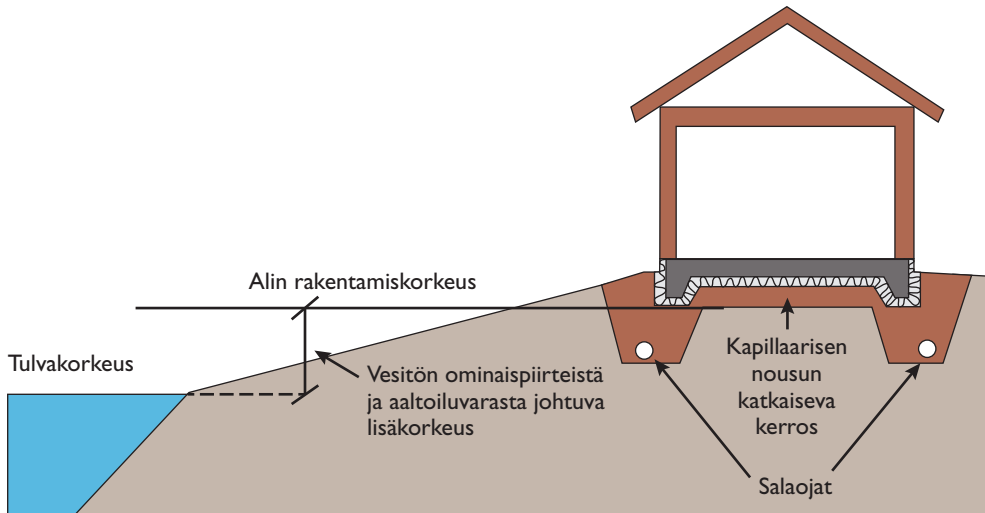 Alin rakentamiskorkeus
Tulvakorkeus
Vesitön ominaispiirteistä
ja aaltoiluvarasta johtuva
lisäkorkeus
Kapillaarisen
nousun
katkaiseva
kerros
Salaojat